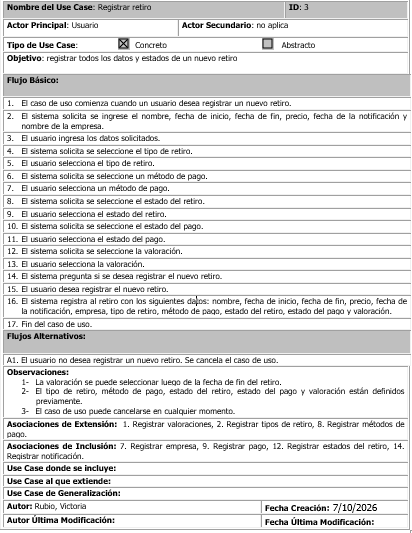 Nombre del Use Case: Registrar retiro ID: 3
Actor Principal: Usuario Actor Secundario: no aplica
Tipo de Use Case: Concreto Abstracto
Objetivo: registrar todos los datos y estados de un nuevo retiro
Flujo Básico:
1. El caso de uso comienza cuando un usuario desea registrar un nuevo retiro.
2. El sistema solicita se ingrese el nombre, fecha de inicio, fecha de fin, precio, fecha de la notificación y
nombre de la empresa.
3. El usuario ingresa los datos solicitados.
4. El sistema solicita se seleccione el tipo de retiro.
5. El usuario selecciona el tipo de retiro.
6. El sistema solicita se seleccione un método de pago.
7. El usuario selecciona un método de pago.
8. El sistema solicita se seleccione el estado del retiro.
9. El usuario selecciona el estado del retiro.
10. El sistema solicita se seleccione el estado del pago.
11. El usuario selecciona el estado del pago.
12. El sistema solicita se seleccione la valoración.
13. El usuario selecciona la valoración.
14. El sistema pregunta si se desea registrar el nuevo retiro.
15. El usuario desea registrar el nuevo retiro.
16. El sistema registra al retiro con los siguientes datos: nombre, fecha de inicio, fecha de fin, precio, fecha de
la notificación, empresa, tipo de retiro, método de pago, estado del retiro, estado del pago y valoración.
17. Fin del caso de uso.
Flujos Alternativos:
A1. El usuario no desea registrar un nuevo retiro. Se cancela el caso de uso.
Observaciones:
1- La valoración se puede seleccionar luego de la fecha de fin del retiro.
2- El tipo de retiro, método de pago, estado del retiro, estado del pago y valoración están definidos
previamente.
3- El caso de uso puede cancelarse en cualquier momento.
Asociaciones de Extensión: 1. Registrar valoraciones, 2. Registrar tipos de retiro, 8. Registrar métodos de
pago.
Asociaciones de Inclusión: 7. Registrar empresa, 9. Registrar pago, 12. Registrar estados del retiro, 14.
Registrar notificación.
Use Case donde se incluye:
Use Case al que extiende:
Use Case de Generalización:
Autor: Rubio, Victoria Fecha Creación: 7/10/2026
Autor Última Modificación: Fecha Última Modificación: